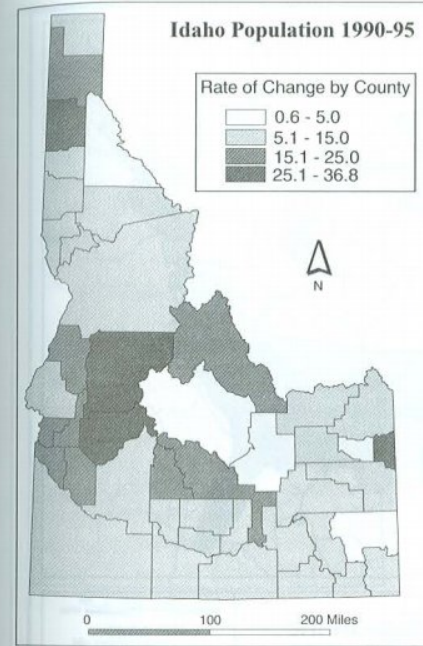 Idaho Population 1990-95
Rate of Change by County
0.6 - 5.0
5.1 - 15.0
15.1 - 25.0
25.1 - 36.8
N
0 100 200 Miles